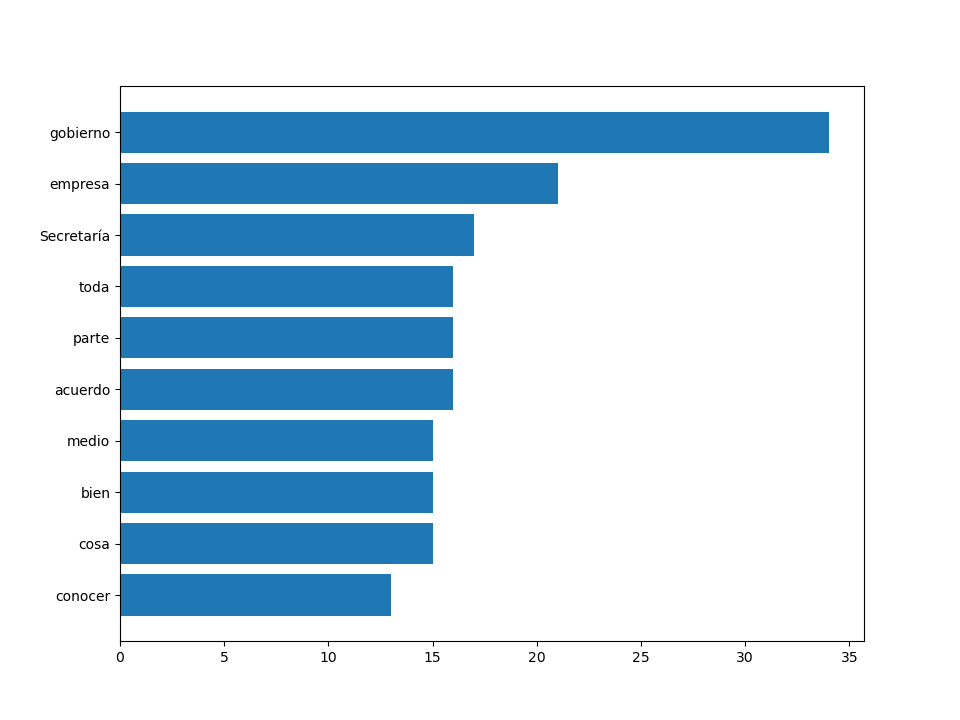 gobierno
empresa
Secretaría
toda
parte
acuerdo
medio
bien
cosa
conocer
0 5 10 15 20 25 30 35